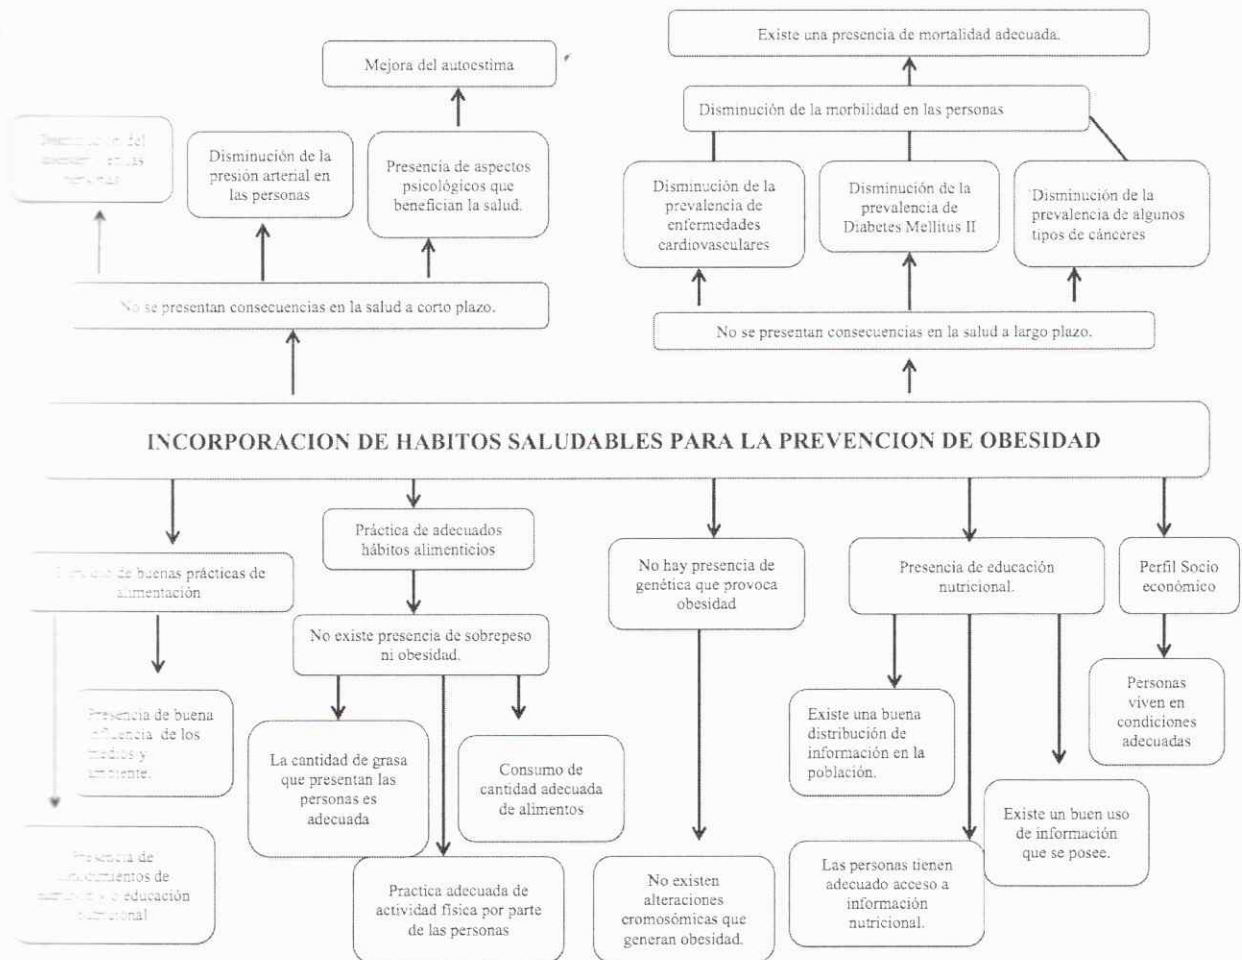 Existe una presencia de mortalidad adecuada.
Mejora del autoestima
Disminución de la morbilidad en las personas
Disminución de la
presión arterial en
las personas
Presencia de aspectos
psicológicos que
benefician la salud.
Disminución de la
prevalencia de
enfermedades
cardiovasculares
Disminución de la
prevalencia de
Diabetes Mellitus II
Disminución de la
prevalencia de algunos
tipos de cánceres
No se presentan consecuencias en la salud a corto plazo.
No se presentan consecuencias en la salud a largo plazo.
INCORPORACION DE HABITOS SALUDABLES PARA LA PREVENCION DE OBESIDAD
de buenas prácticas de
alimentación
Práctica de adecuados
hábitos alimenticios
No hay presencia de
genética que provoca
obesidad
Presencia de educación
nutricional.
Perfil Socio
económico
No existe presencia de sobrepeso
ni obesidad.
Presencia de buena
influencia de los
medios y
ambiente.
La cantidad de grasa
que presentan las
personas es
adecuada
Consumo de
cantidad adecuada
de alimentos
Existe una buena
distribución de
información en la
población.
Personas
viven en
condiciones
adecuadas
Existe un buen uso
de información
que se posee.
Presencia de
conocimientos de
educación
nutricional
Practica adecuada de
actividad física por parte
de las personas
No existen
alteraciones
cromosómicas que
generan obesidad.
Las personas tienen
adecuado acceso a
información
nutricional.